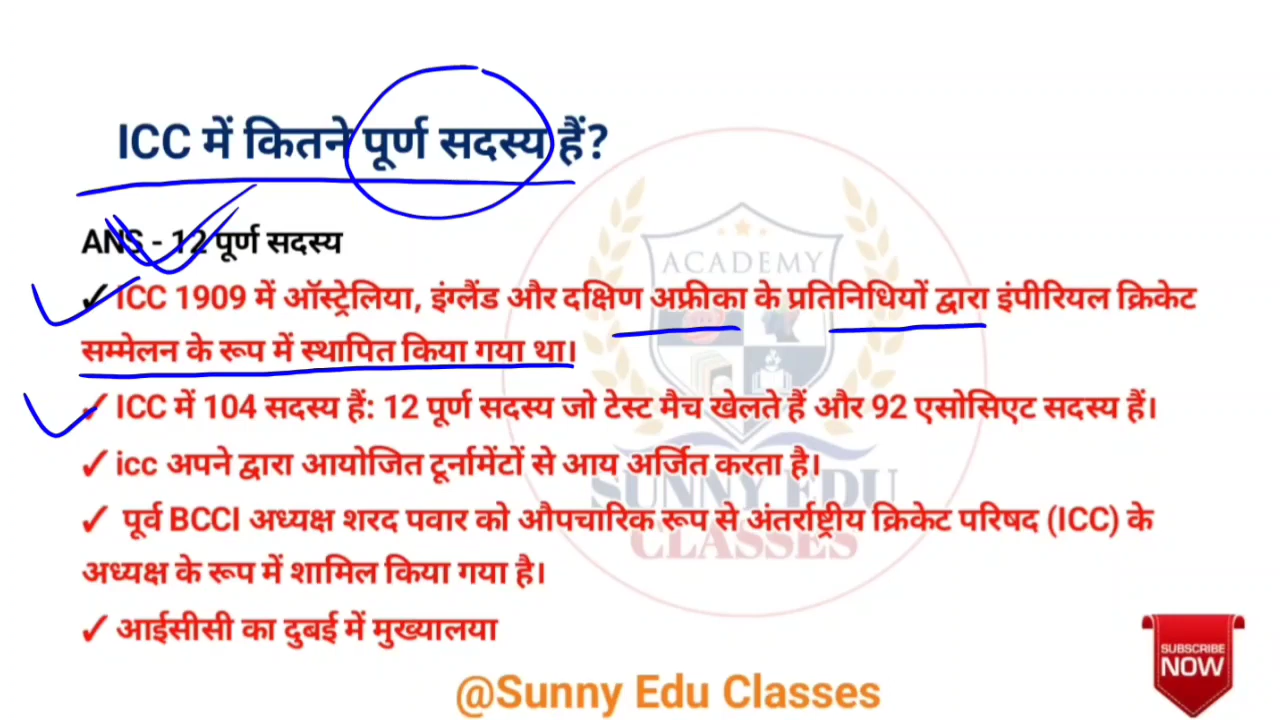 ICC में कितने पूर्ण सदस्य हैं?
ANS - 12 पूर्ण सदस्य
✓ ICC 1909 में ऑस्ट्रेलिया, इंग्लैंड और दक्षिण अफ्रीका के प्रतिनिधियों द्वारा इंपीरियल क्रिकेट
सम्मेलन के रूप में स्थापित किया गया था।
✓ ICC में 104 सदस्य हैं: 12 पूर्ण सदस्य जो टेस्ट मैच खेलते हैं और 92 एसोसिएट सदस्य हैं।
✓ icc अपने द्वारा आयोजित टूर्नामेंटों से आय अर्जित करता है।
✓ पूर्व BCCI अध्यक्ष शरद पवार को औपचारिक रूप से अंतर्राष्ट्रीय क्रिकेट परिषद (ICC) के
अध्यक्ष के रूप में शामिल किया गया है।
✓ आईसीसी का दुबई में मुख्यालया
@Sunny Edu Classes
ACADEMY
SUNNY EDU
CLASSES
SUBSCRIBE
NOW